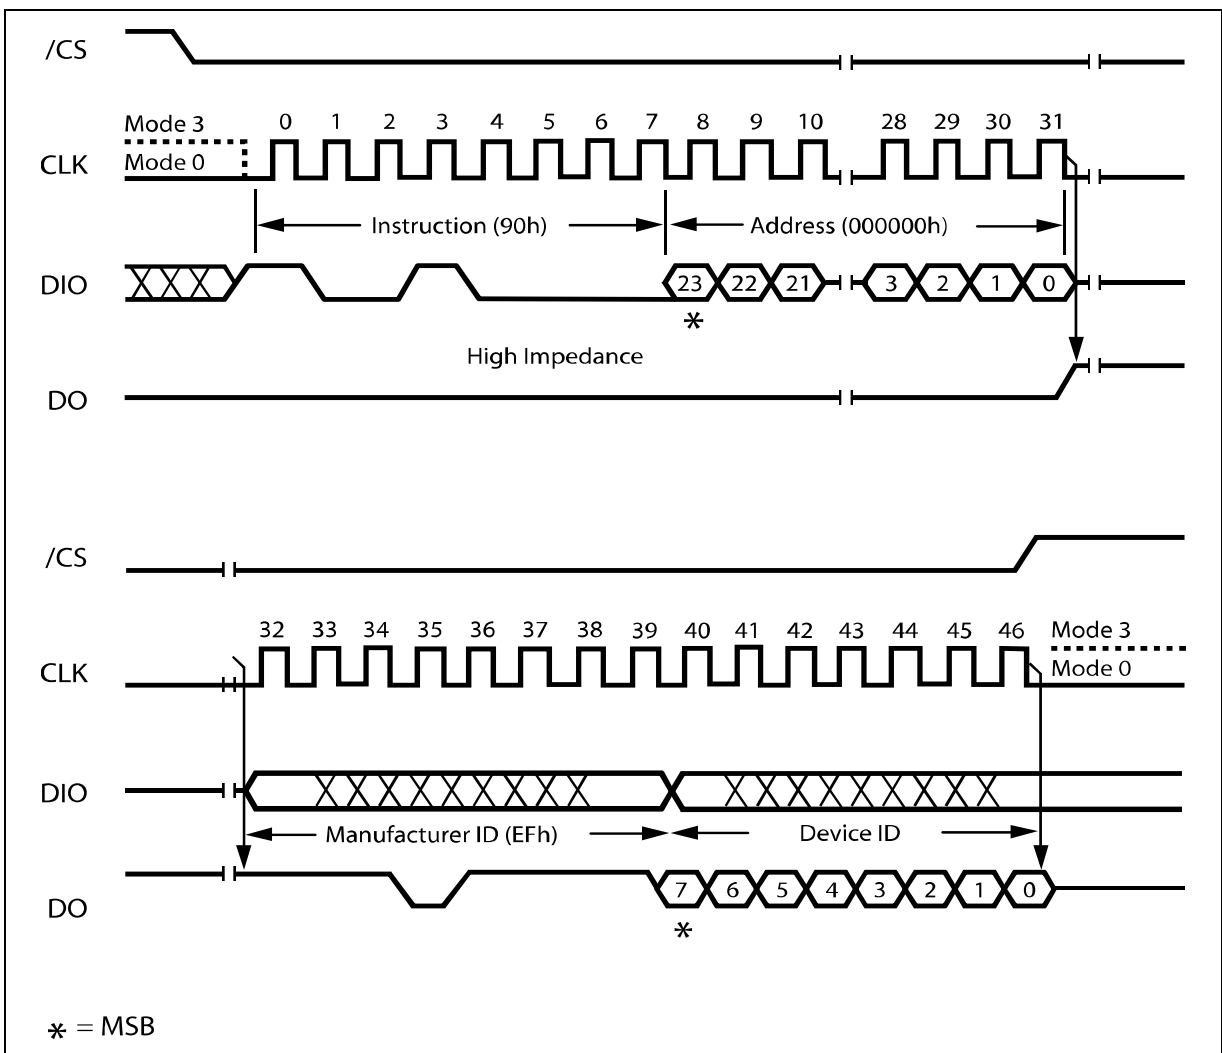 /CS
Mode 3
0 1 2 3 4 5 6 7 8 9 10 28 29 30 31
CLK
Mode 0
Instruction (90h)
Address (000000h)
DIO
23 22 21 3 2 1 0
*
High Impedance
DO
/CS
32 33 34 35 36 37 38 39 40 41 42 43 44 45 46
Mode 3
CLK
Mode 0
DIO
Manufacturer ID (EFh)
Device ID
DO
7 6 5 4 3 2 1 0
*
* = MSB